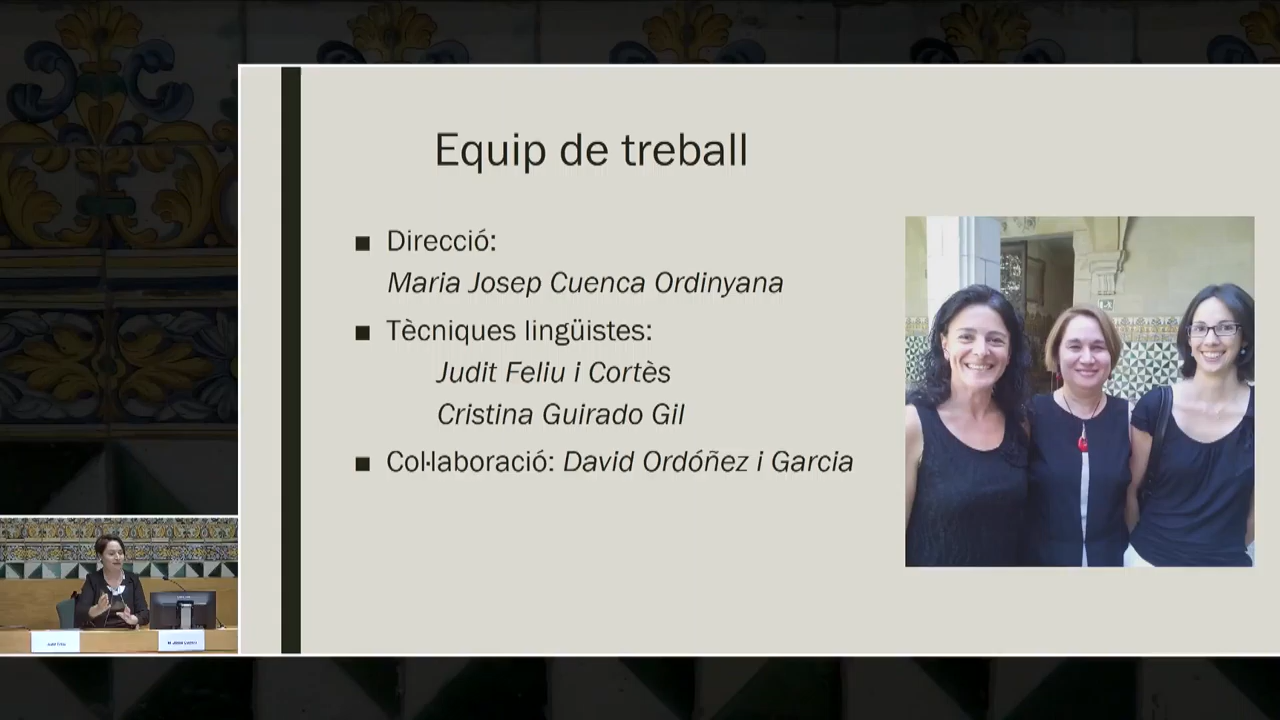 Equip de treball
Direcció:
Maria Josep Cuenca Ordinyana
Tècniques lingüistes:
Judit Feliu i Cortès
Cristina Guirado Gil
Col·laboració: David Ordóñez i Garcia